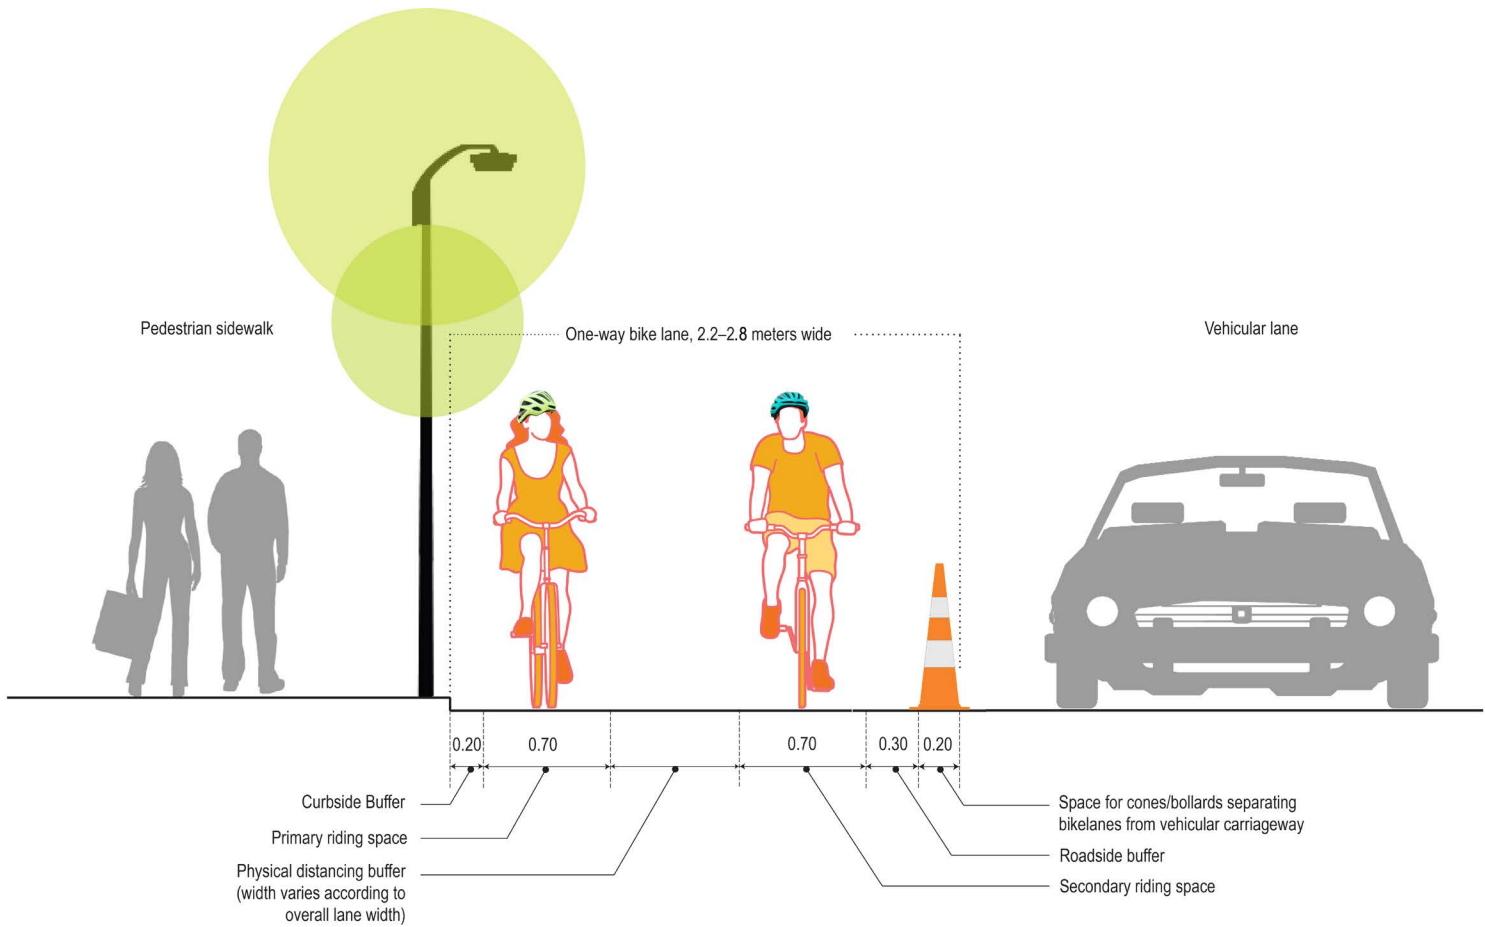 Pedestrian sidewalk
One-way bike lane, 2.2–2.8 meters wide
Vehicular lane
0.20
0.70
0.70
0.30
0.20
Curbside Buffer
Primary riding space
Physical distancing buffer
(width varies according to
overall lane width)
Space for cones/bollards separating
bikelanes from vehicular carriageway
Roadside buffer
Secondary riding space